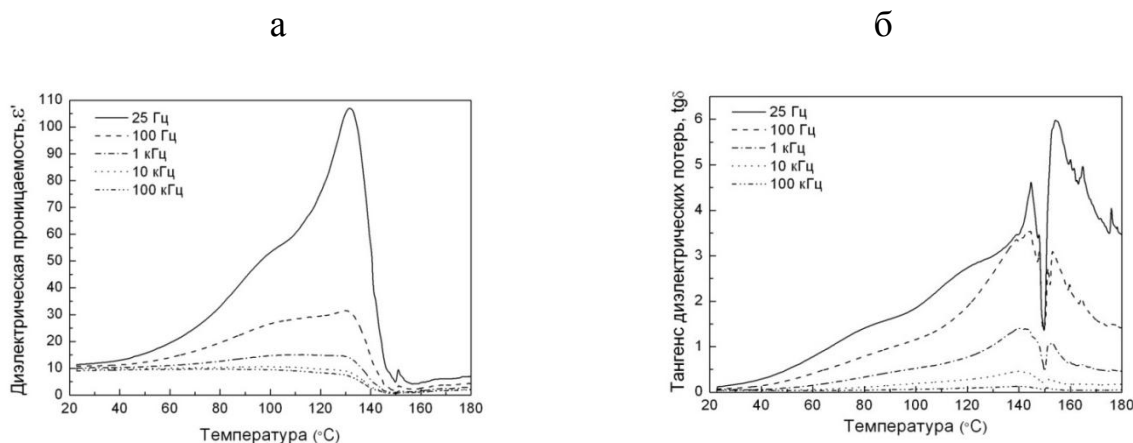 а
б
Диэлектрическая проницаемость,ε'
110
100
90
80
70
60
50
40
30
20
10
0
25 Гц
100 Гц
1 кГц
10 кГц
100 кГц
20 40 60 80 100 120 140 160 180
Температура (°C)
Тангенс диэлектрических потерь, tgδ
6
5
4
3
2
1
0
25 Гц
100 Гц
1 кГц
10 кГц
100 кГц
20 40 60 80 100 120 140 160 180
Температура (°C)